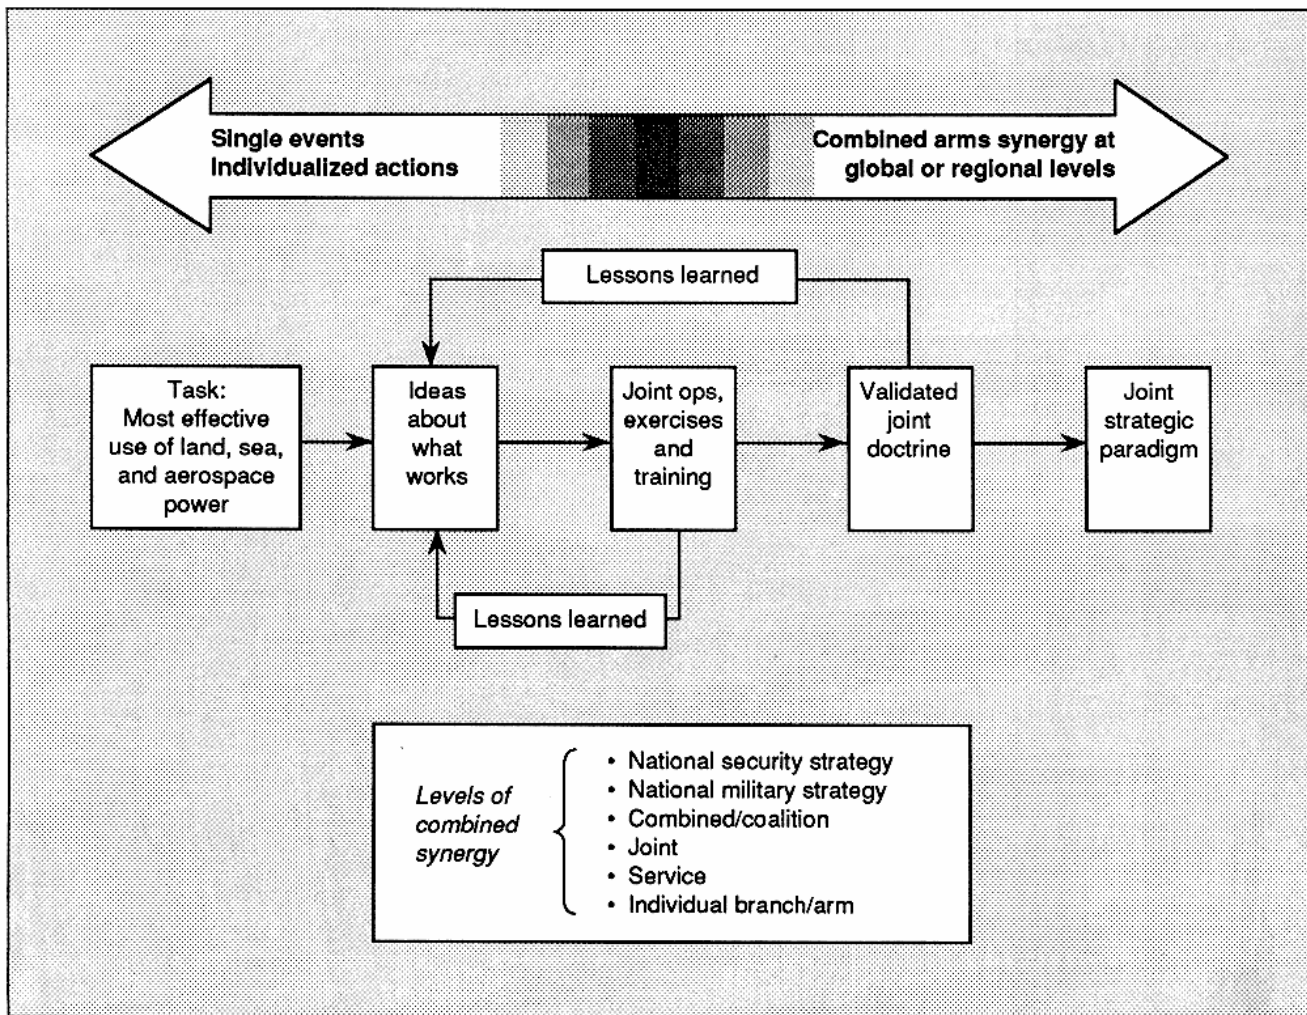 Single events
Individualized actions
Combined arms synergy at
global or regional levels
Lessons learned
Task:
Most effective
use of land, sea,
and aerospace
power
Ideas
about
what
works
Joint ops,
exercises
and
training
Validated
joint
doctrine
Joint
strategic
paradigm
Lessons learned
Levels of
combined
synergy
• National security strategy
• National military strategy
• Combined/coalition
• Joint
• Service
• Individual branch/arm